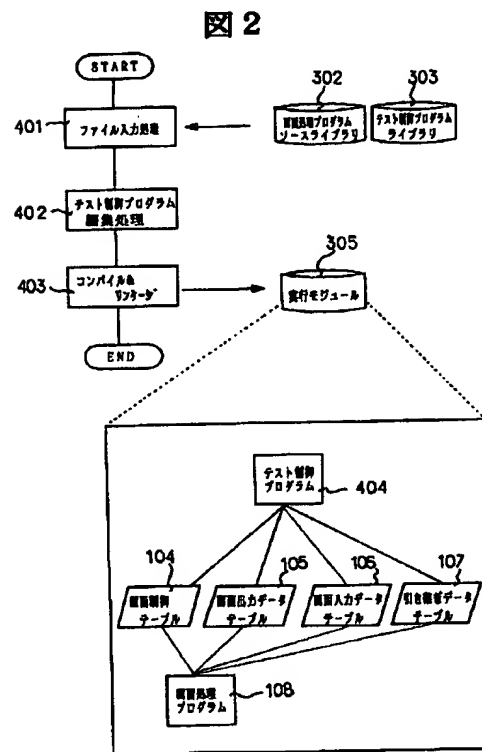 図2
START
401
ファイル入力処理
302
画面処理プログラム
ソースライブラリ
303
テスト制御プログラム
ライブラリ
402
テスト制御プログラム
編集処理
403
コンパイル&
リンケージ
305
実行モジュール
END
テスト制御
プログラム
404
104
画面制御
テーブル
105
画面出力データ
テーブル
106
画面入力データ
テーブル
107
引き継ぎデータ
テーブル
画面処理
プログラム
108